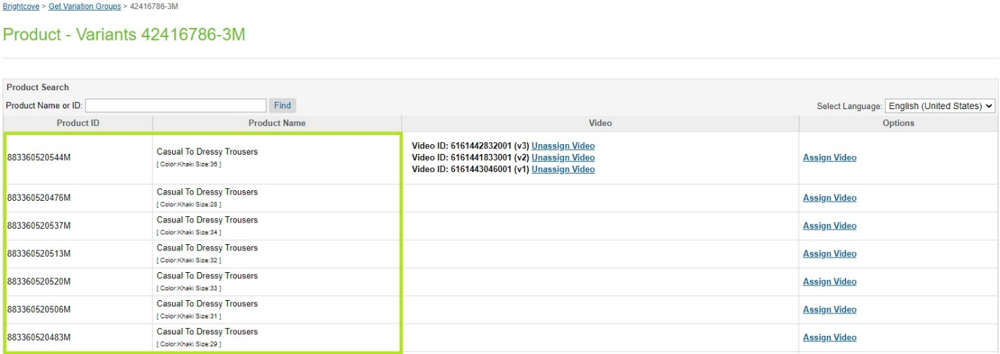 Brightcove > Get Variation Groups > 42416786-3M
Product - Variants 42416786-3M
Product Search
Product Name or ID: Find Select Language: English (United States)
Product ID Product Name Video Options
883360520544M Casual To Dressy Trousers
[ Color:Khaki Size:36 ]
Video ID: 6161442832001 (v3) Unassign Video
Video ID: 6161441833001 (v2) Unassign Video
Video ID: 6161443046001 (v1) Unassign Video
Assign Video
883360520476M Casual To Dressy Trousers
[ Color:Khaki Size:28 ]
Assign Video
883360520537M Casual To Dressy Trousers
[ Color:Khaki Size:34 ]
Assign Video
883360520513M Casual To Dressy Trousers
[ Color:Khaki Size:32 ]
Assign Video
883360520520M Casual To Dressy Trousers
[ Color:Khaki Size:33 ]
Assign Video
883360520506M Casual To Dressy Trousers
[ Color:Khaki Size:31 ]
Assign Video
883360520483M Casual To Dressy Trousers
[ Color:Khaki Size:29 ]
Assign Video